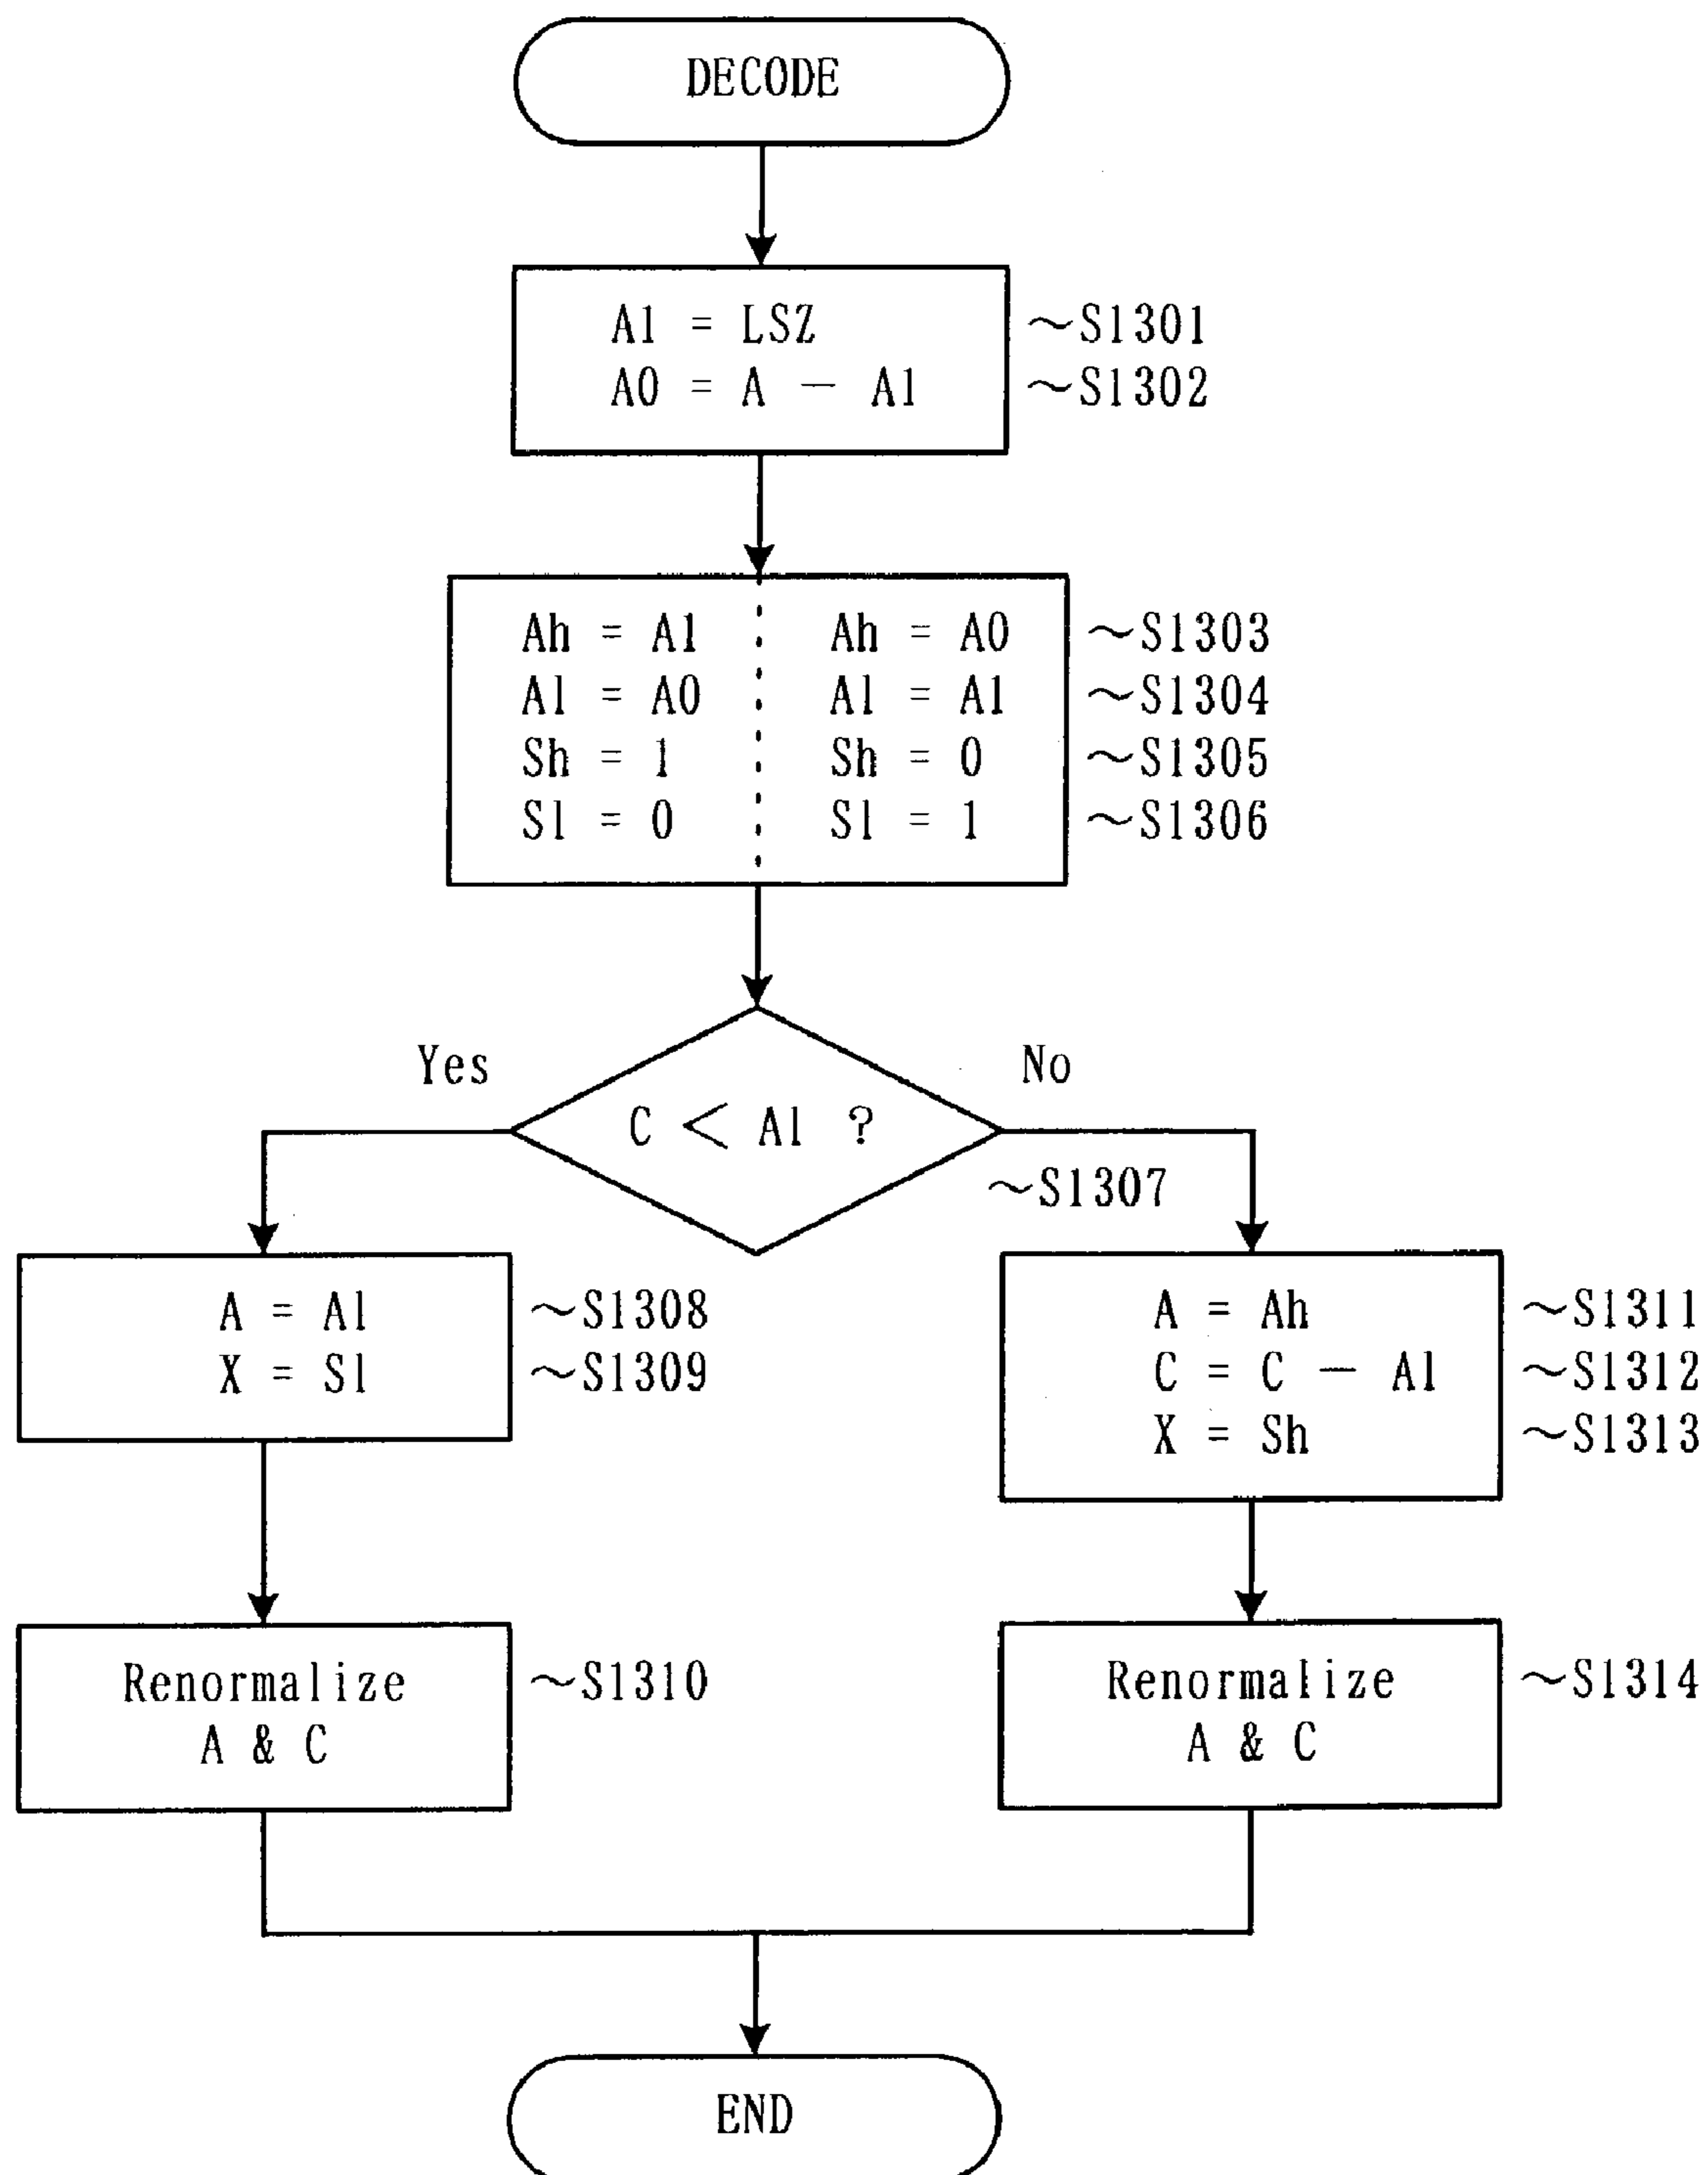 DECODE
A1 = LSZ ~S1301
A0 = A − A1 ~S1302
Ah = A1 Ah = A0 ~S1303
Al = A0 Al = A1 ~S1304
Sh = 1 Sh = 0 ~S1305
Sl = 0 Sl = 1 ~S1306
Yes No
C < Al ?
~S1307
A = Al ~S1308
X = Sl ~S1309
A = Ah ~S1311
C = C − Al ~S1312
X = Sh ~S1313
Renormalize ~S1310
A & C
Renormalize ~S1314
A & C
END